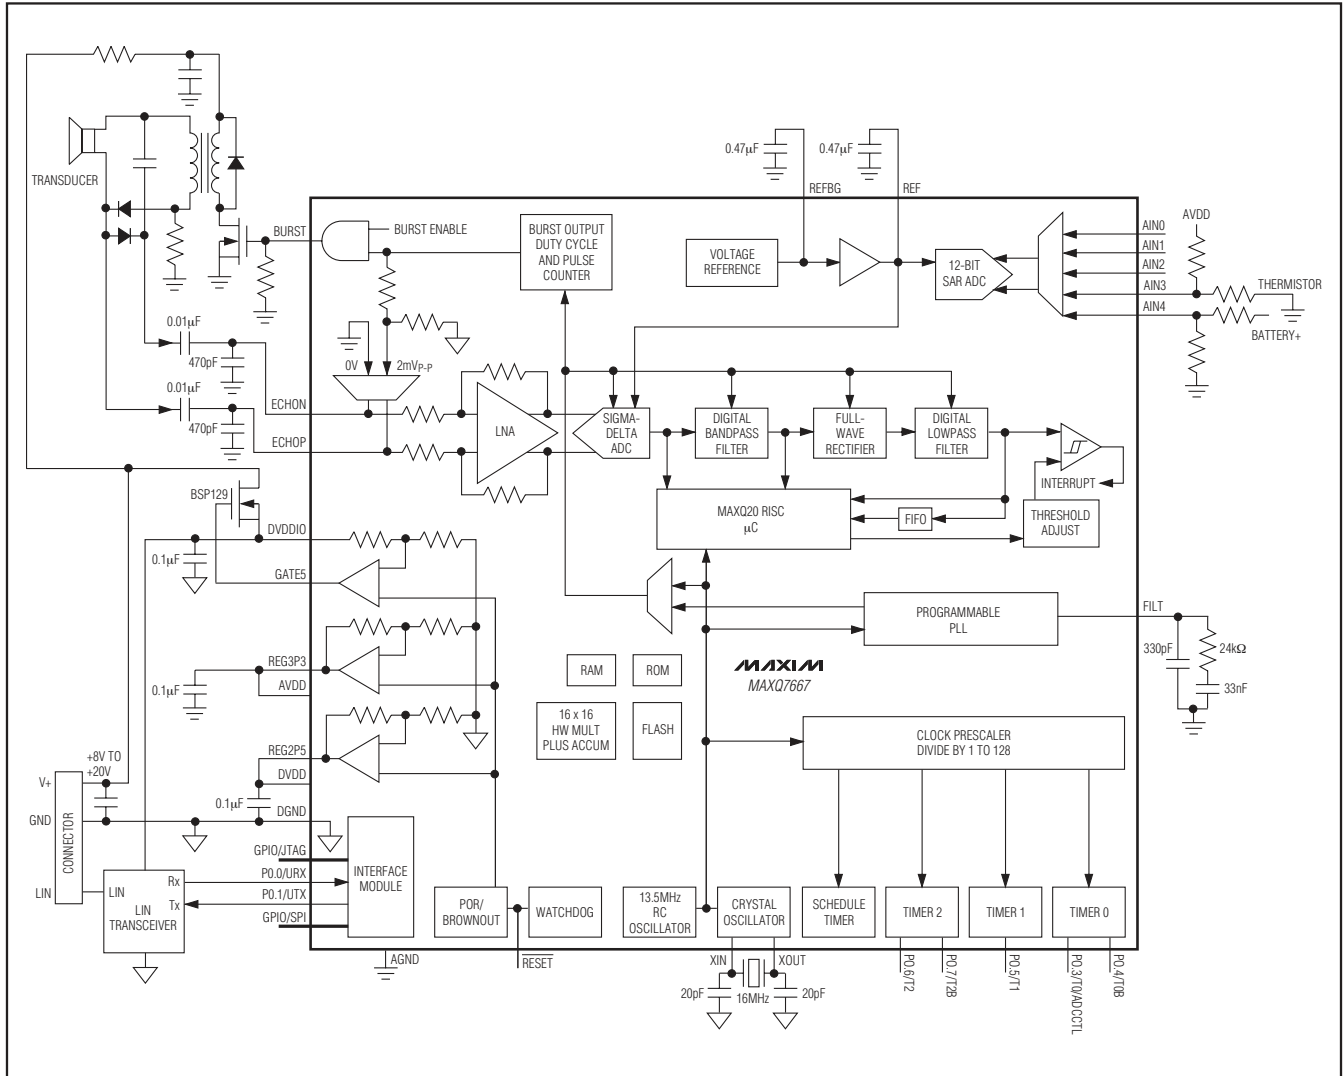 TRANSDUCER
0.47µF
0.47µF
REFBG
REF
AVDD
BURST
BURST ENABLE
BURST OUTPUT
DUTY CYCLE
AND PULSE
COUNTER
VOLTAGE
REFERENCE
12-BIT
SAR ADC
AIN0
AIN1
AIN2
AIN3
AIN4
THERMISTOR
BATTERY+
0.01µF
470pF
0.01µF
470pF
0V
2mVP-P
ECHON
ECHOP
LNA
SIGMA-
DELTA
ADC
DIGITAL
BANDPASS
FILTER
FULL-
WAVE
RECTIFIER
DIGITAL
LOWPASS
FILTER
INTERRUPT
MAXQ20 RISC
µC
FIFO
THRESHOLD
ADJUST
BSP129
DVDDIO
0.1µF
GATE5
PROGRAMMABLE
PLL
FILT
330pF
24kΩ
33nF
REG3P3
AVDD
0.1µF
RAM
ROM
MAXIM
MAXQ7667
16 x 16
HW MULT
PLUS ACCUM
FLASH
CLOCK PRESCALER
DIVIDE BY 1 TO 128
REG2P5
DVDD
0.1µF
DGND
+8V TO
+20V
V+
GND
LIN
CONNECTOR
GPIO/JTAG
P0.0/URX
P0.1/UTX
GPIO/SPI
INTERFACE
MODULE
LIN
Rx
Tx
LIN
TRANSCEIVER
POR/
BROWNOUT
WATCHDOG
13.5MHz
RC
OSCILLATOR
CRYSTAL
OSCILLATOR
SCHEDULE
TIMER
TIMER 2
TIMER 1
TIMER 0
AGND
RESET
XIN
XOUT
20pF
16MHz
20pF
P0.6/T2
P0.7/T2B
P0.5/T1
P0.3/T0/ADCCTL
P0.4/T0B